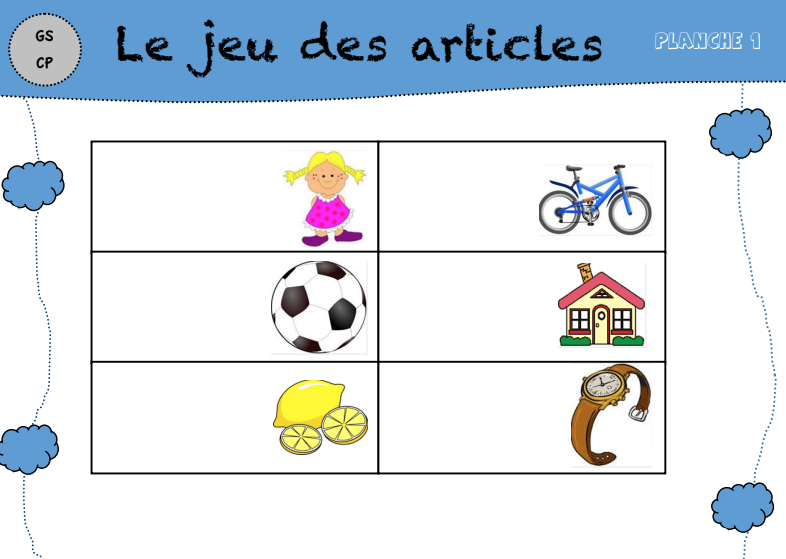 GS
CP
Le jeu des articles
PLANCHE 1